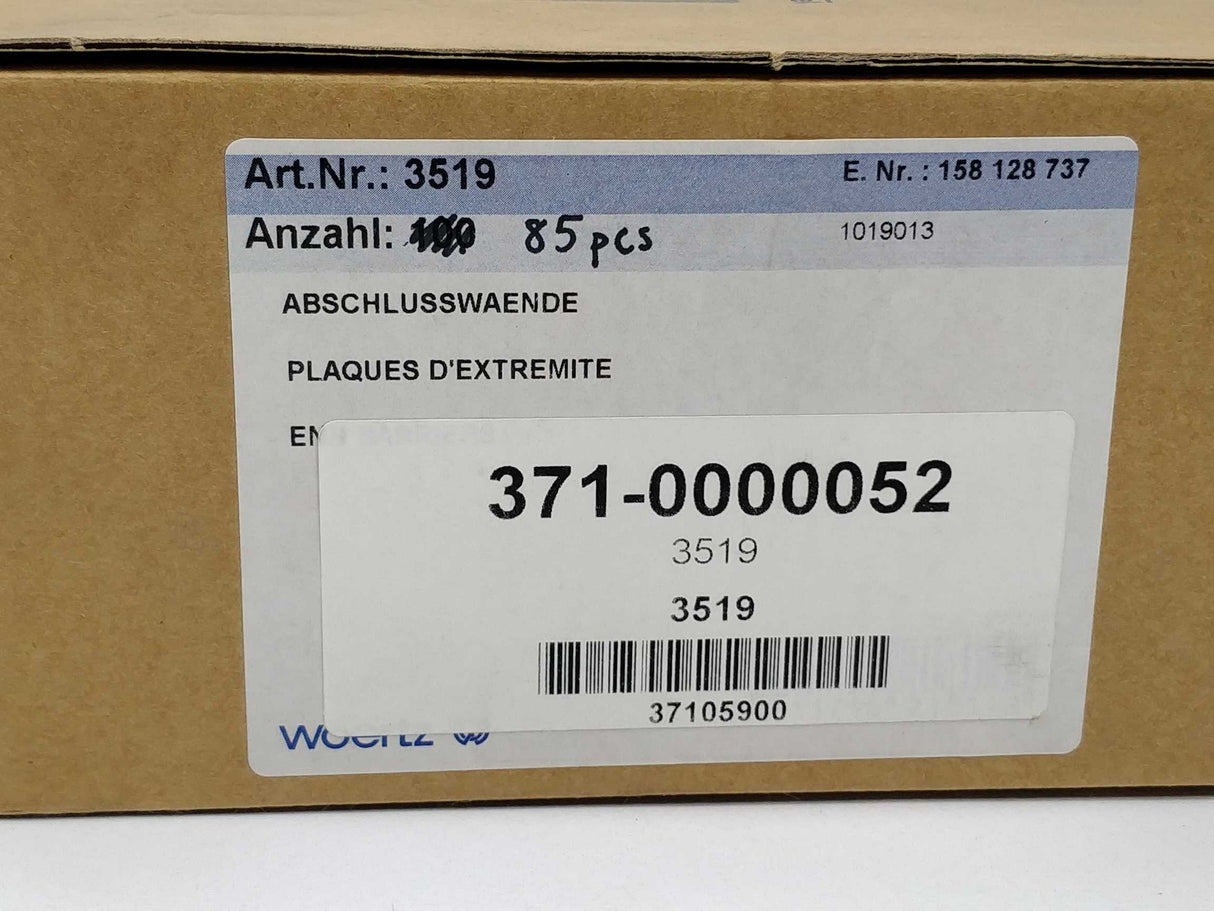 Art.Nr.: 3519
E. Nr. : 158 128 737
Anzahl: 100 85 pcs
1019013
ABSCHLUSSWAENDE
PLAQUES D'EXTREMITE
371-0000052
3519
3519
37105900
woertz